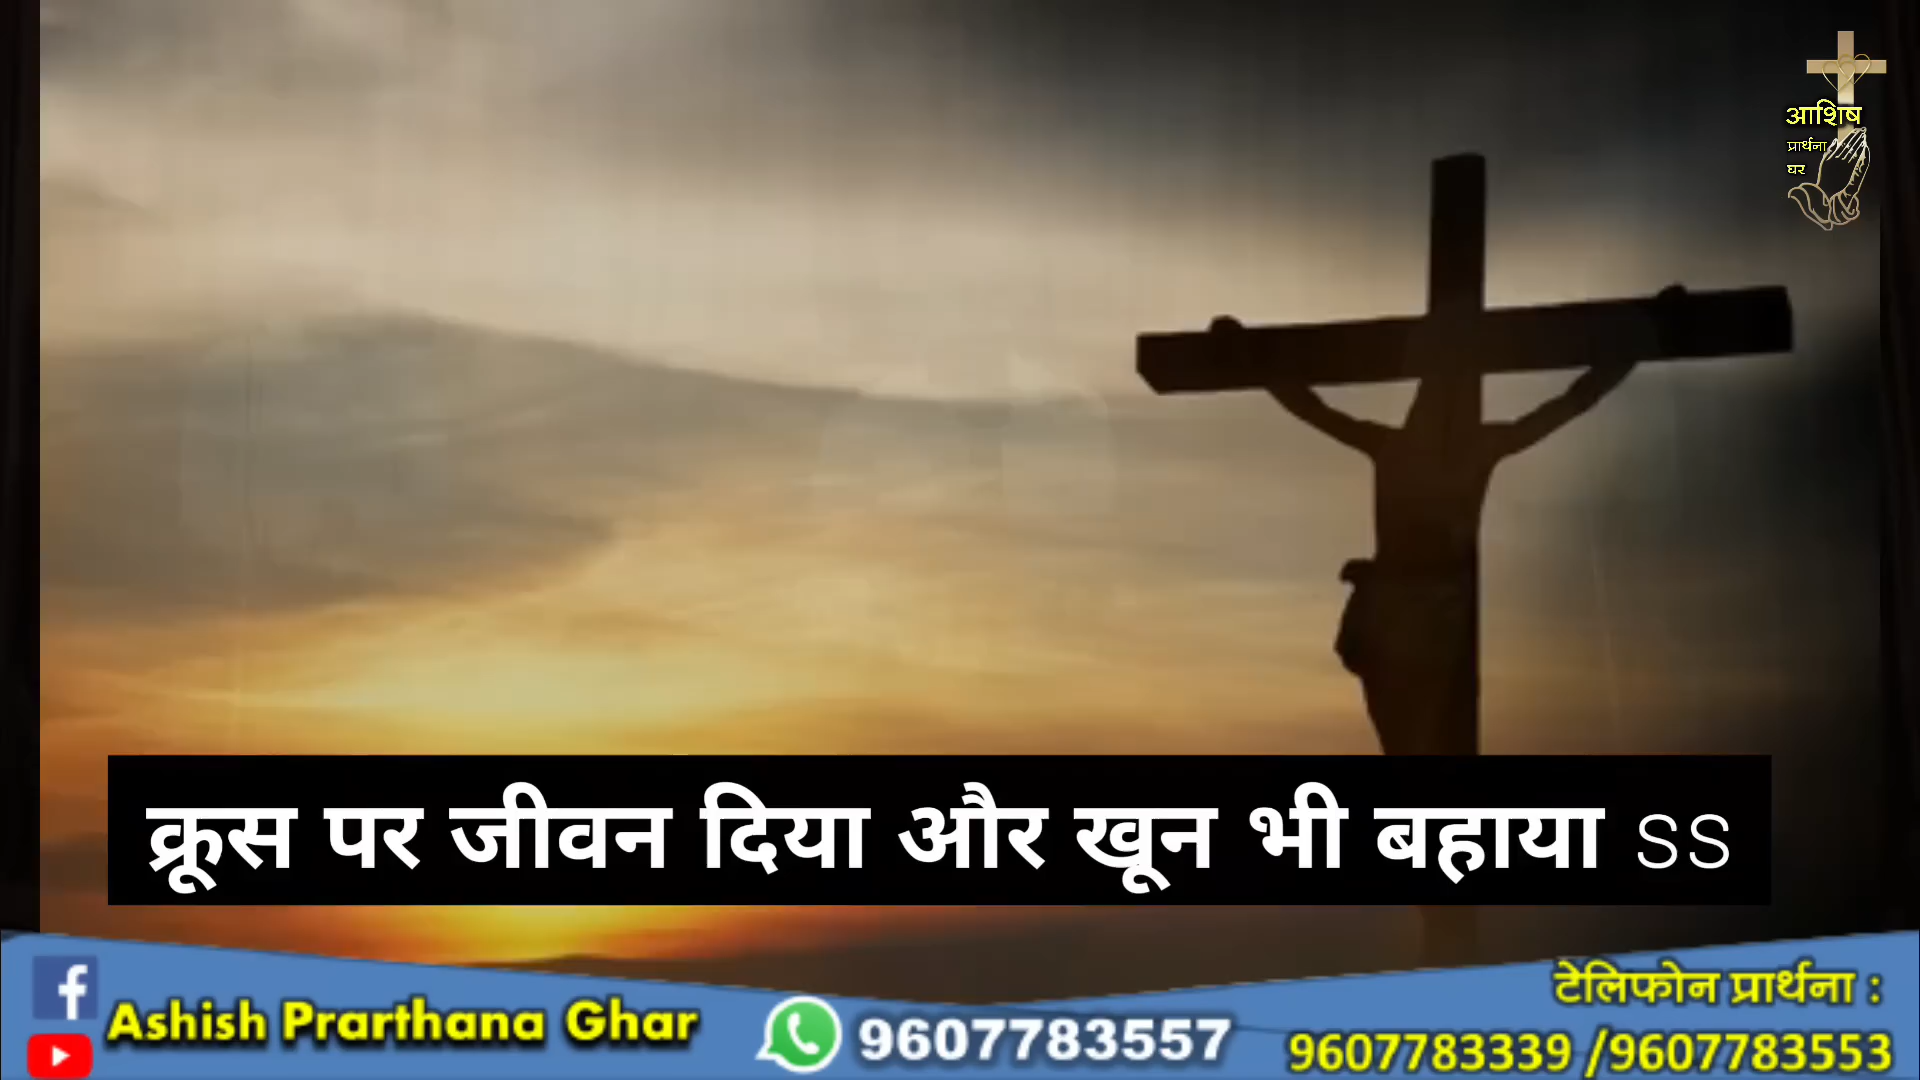 आशिष
प्रार्थना
घर
क्रूस पर जीवन दिया और खून भी बहाया ss
टेलिफोन प्रार्थना :
Ashish Prarthana Ghar
9607783557
9607783339 /9607783553